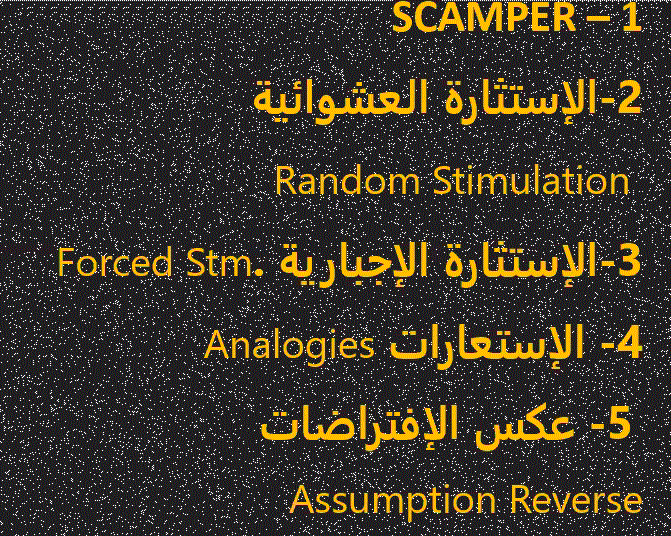 1 – SCAMPER
2-الإستثارة العشوائية
Random Stimulation
3-الإستثارة الإجبارية .Forced Stm
4- الإستعارات Analogies
5- عكس الإفتراضات
Assumption Reverse